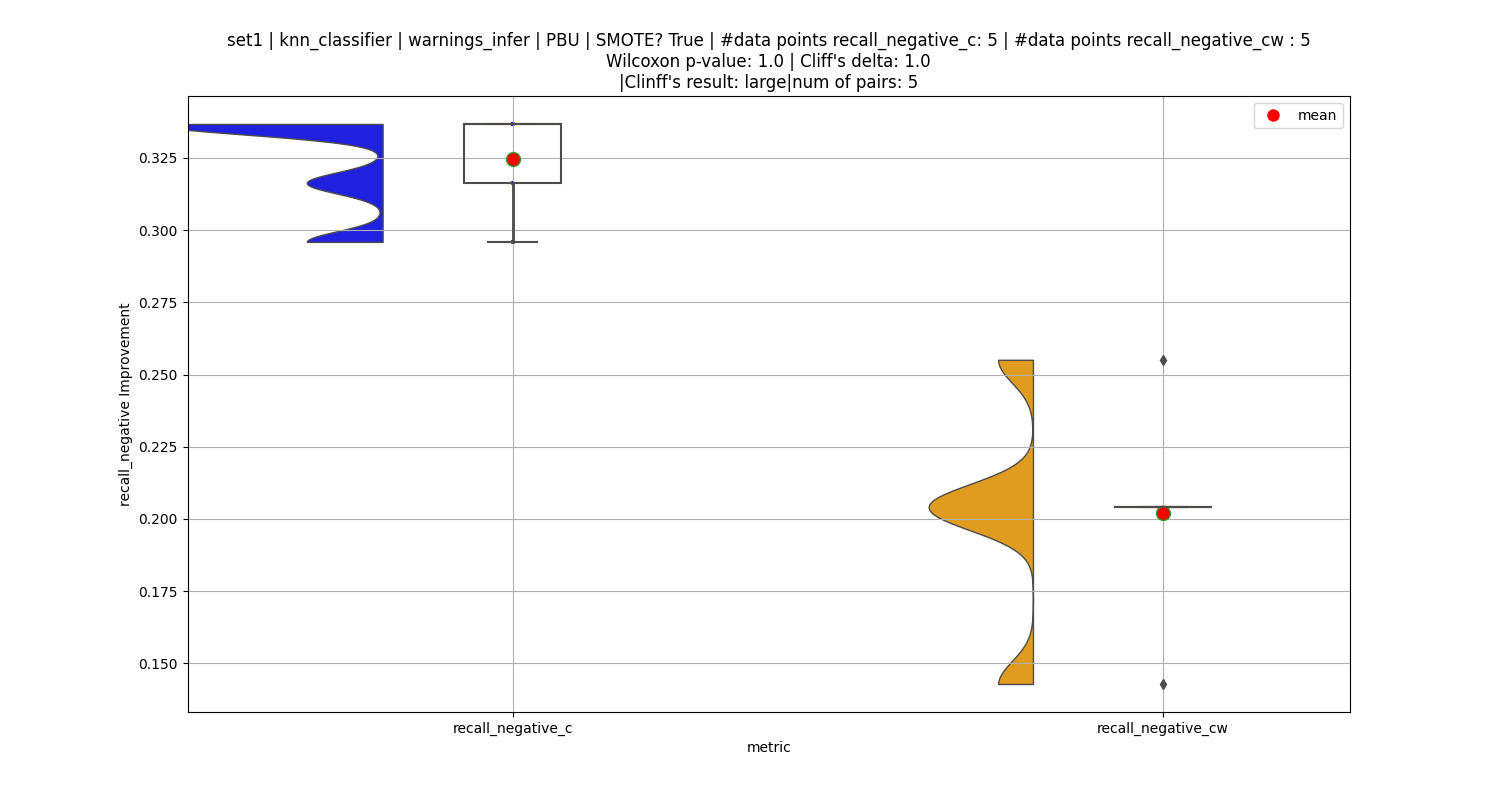 set1 | knn_classifier | warnings_infer | PBU | SMOTE? True | #data points recall_negative_c: 5 | #data points recall_negative_cw : 5
Wilcoxon p-value: 1.0 | Cliff's delta: 1.0
|Clinff's result: large|num of pairs: 5
mean
0.325
0.300
0.275
0.250
0.225
0.200
0.175
0.150
recall_negative Improvement
recall_negative_c
recall_negative_cw
metric